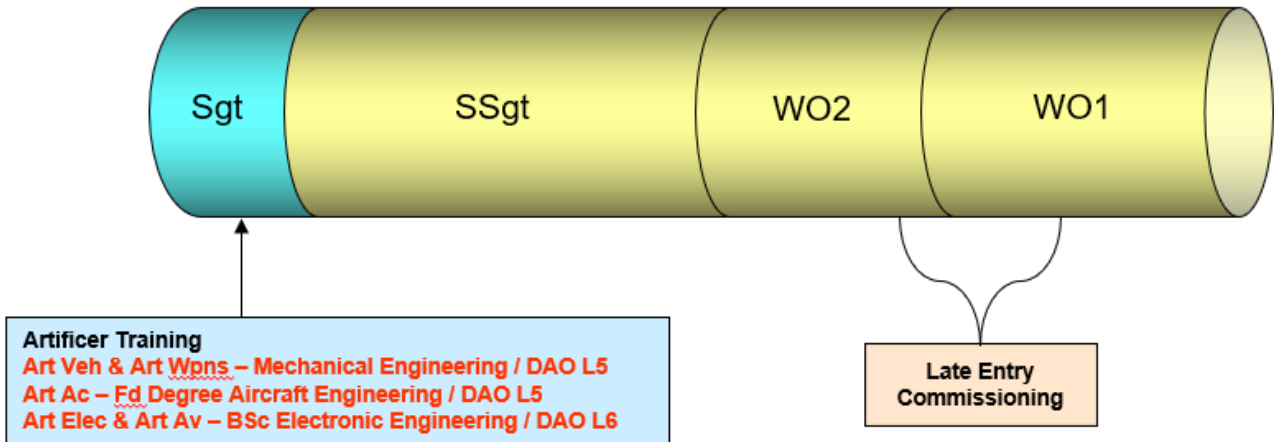 Sgt SSgt WO2 WO1
Artificer Training
Art Veh & Art Wpns – Mechanical Engineering / DAO L5
Art Ac – Fd Degree Aircraft Engineering / DAO L5
Art Elec & Art Av – BSc Electronic Engineering / DAO L6
Late Entry
Commissioning